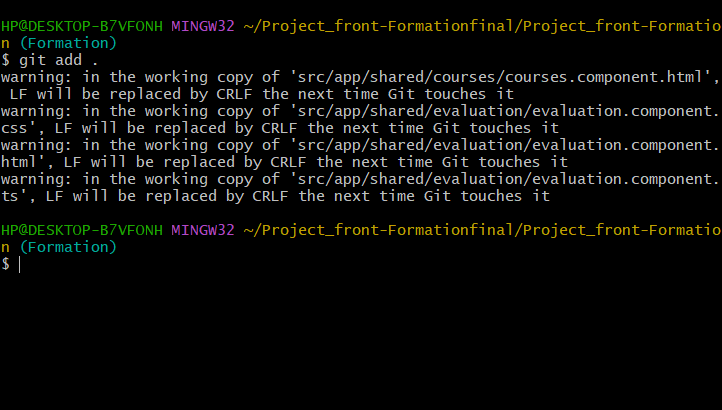 HP@DESKTOP-B7VFONH MINGW32 ~/Project_front-Formationfinal/Project_front-Formatio
n (Formation)
$ git add .
warning: in the working copy of 'src/app/shared/courses/courses.component.html',
 LF will be replaced by CRLF the next time Git touches it
warning: in the working copy of 'src/app/shared/evaluation/evaluation.component.
css', LF will be replaced by CRLF the next time Git touches it
warning: in the working copy of 'src/app/shared/evaluation/evaluation.component.
html', LF will be replaced by CRLF the next time Git touches it
warning: in the working copy of 'src/app/shared/evaluation/evaluation.component.
ts', LF will be replaced by CRLF the next time Git touches it
HP@DESKTOP-B7VFONH MINGW32 ~/Project_front-Formationfinal/Project_front-Formatio
n (Formation)
$